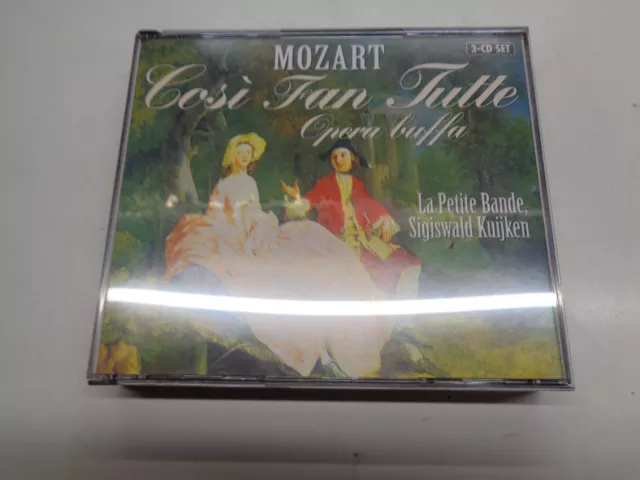 MOZART
3-CD SET
Così Fan Tutte
Opera buffa
La Petite Bande,
Sigiswald Kuijken